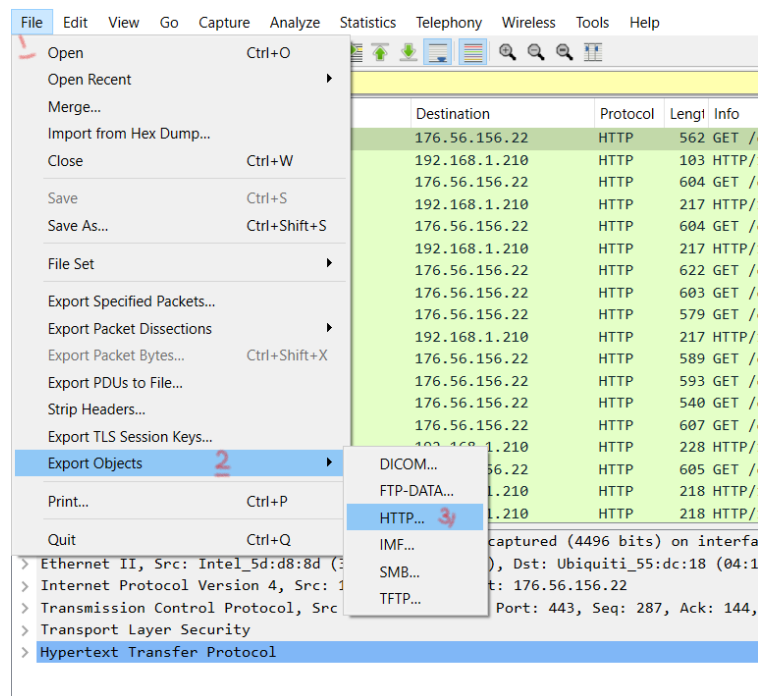 File Edit View Go Capture Analyze Statistics Telephony Wireless Tools Help
1
Open Ctrl+O
Open Recent
Merge...
Import from Hex Dump...
Close Ctrl+W
Save Ctrl+S
Save As... Ctrl+Shift+S
File Set
Export Specified Packets...
Export Packet Dissections
Export Packet Bytes... Ctrl+Shift+X
Export PDUs to File...
Strip Headers...
Export TLS Session Keys...
Export Objects 2
Print... Ctrl+P
Quit Ctrl+Q
DICOM...
FTP-DATA...
HTTP... 3
IMF...
SMB...
TFTP...
Destination Protocol Lengt Info
176.56.156.22 HTTP 562 GET /
192.168.1.210 HTTP 103 HTTP/
176.56.156.22 HTTP 604 GET /
192.168.1.210 HTTP 217 HTTP/
176.56.156.22 HTTP 604 GET /
192.168.1.210 HTTP 217 HTTP/
176.56.156.22 HTTP 622 GET /
176.56.156.22 HTTP 603 GET /
176.56.156.22 HTTP 579 GET /
192.168.1.210 HTTP 217 HTTP/
176.56.156.22 HTTP 589 GET /
176.56.156.22 HTTP 593 GET /
176.56.156.22 HTTP 540 GET /
176.56.156.22 HTTP 607 GET /
192.168.1.210 HTTP 228 HTTP/
56.22 HTTP 605 GET /
.210 HTTP 218 HTTP/
1.210 HTTP 218 HTTP/
captured (4496 bits) on interfa
Ethernet II, Src: Intel_5d:d8:8d ( ), Dst: Ubiquiti_55:dc:18 (04:1
Internet Protocol Version 4, Src: 1 t: 176.56.156.22
Transmission Control Protocol, Src Port: 443, Seq: 287, Ack: 144,
Transport Layer Security
Hypertext Transfer Protocol